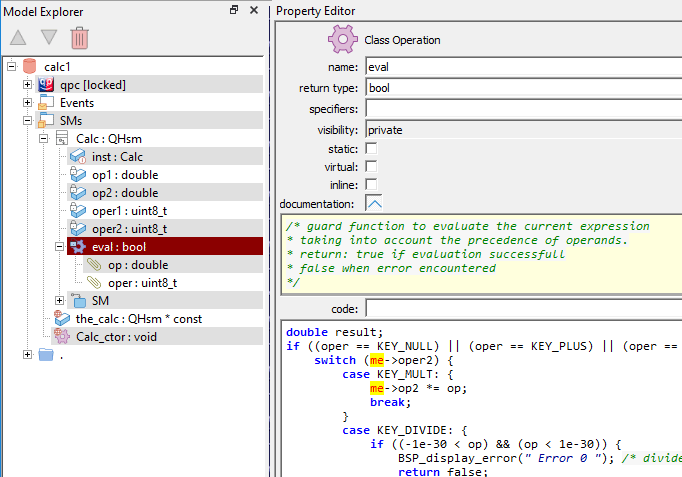 Model Explorer
calc1
qpc [locked]
Events
SMs
Calc : QHsm
inst : Calc
op1 : double
op2 : double
oper1 : uint8_t
oper2 : uint8_t
eval : bool
op : double
oper : uint8_t
SM
the_calc : QHsm * const
Calc_ctor : void
.
Property Editor
Class Operation
name: eval
return type: bool
specifiers:
visibility: private
static:
virtual:
inline:
documentation:
/* guard function to evaluate the current expression
* taking into account the precedence of operands.
* return: true if evaluation successfull
* false when error encountered
*/
code:
double result;
if ((oper == KEY_NULL) || (oper == KEY_PLUS) || (oper ==
switch (me->oper2) {
case KEY_MULT: {
me->op2 *= op;
break;
}
case KEY_DIVIDE: {
if ((-1e-30 < op) && (op < 1e-30)) {
BSP_display_error(" Error 0 "); /* divide
return false;